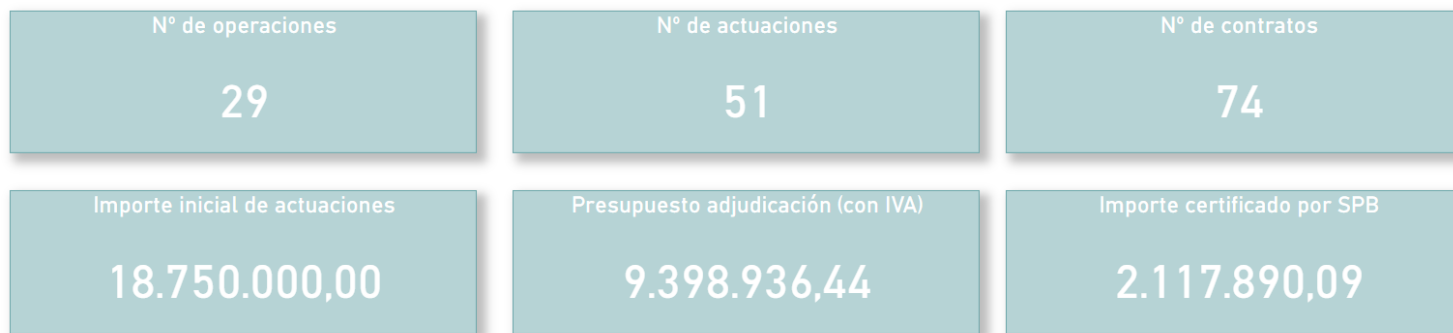 Nº de operaciones
29
Nº de actuaciones
51
Nº de contratos
74
Importe inicial de actuaciones
18.750.000,00
Presupuesto adjudicación (con IVA)
9.398.936,44
Importe certificado por SPB
2.117.890,09